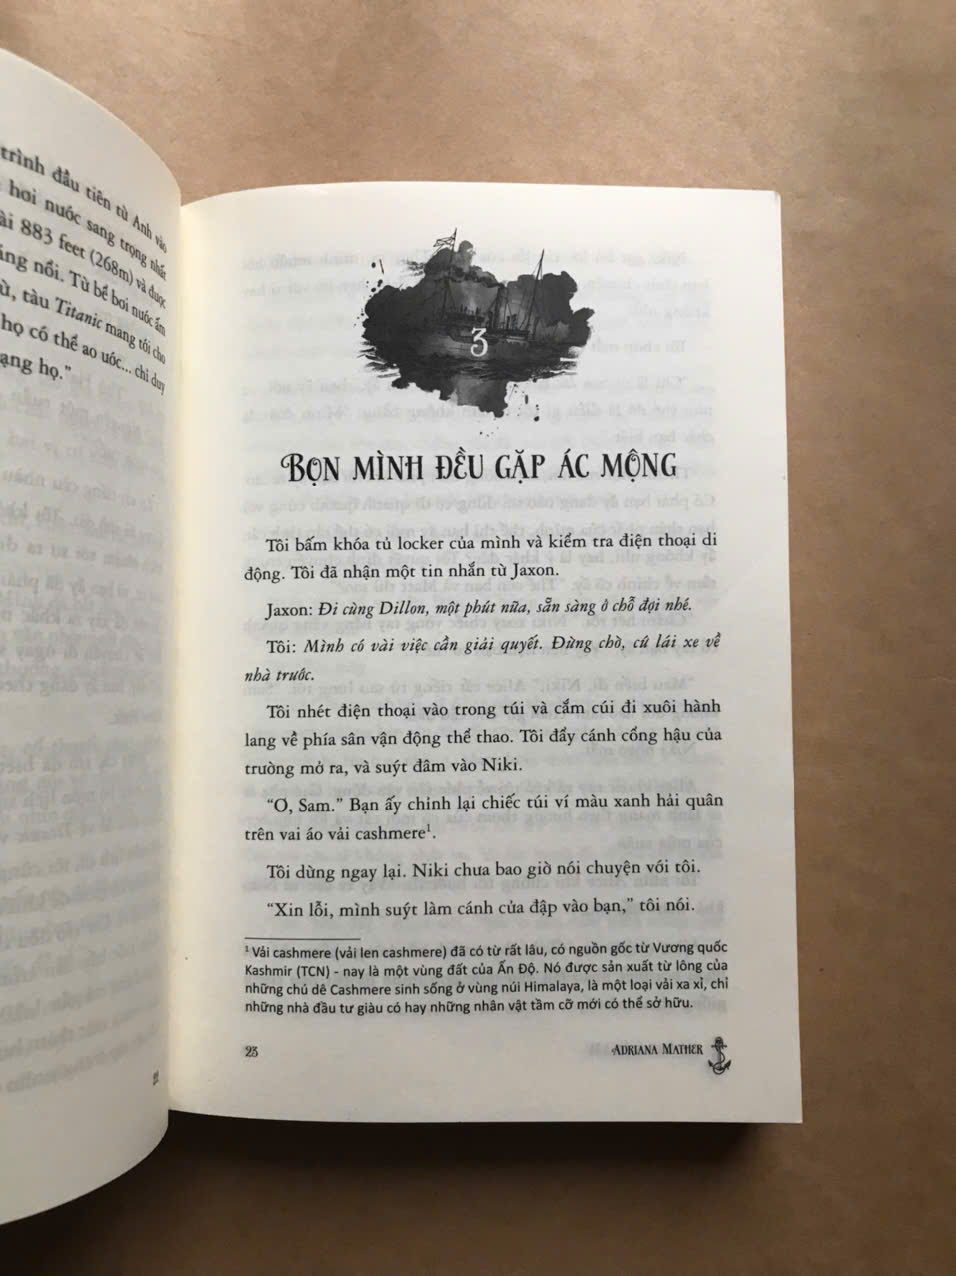 trình đầu tiên từ Anh vào
hơi nước sang trọng nhất
ài 883 feet (268m) và được
áng nổi. Từ bể bơi nước ấm
tàu Titanic mang tới cho
họ có thể ao ước... chi duy
ạng họ."
3
BỌN MÌNH ĐỀU GẶP ÁC MỘNG
Tôi bấm khóa tủ locker của mình và kiểm tra điện thoại di
động. Tôi đã nhận một tin nhắn từ Jaxon.
Jaxon: Đi cùng Dillon, một phút nữa, sẵn sàng ở chỗ đợi nhé.
Tôi: Mình có vài việc cần giải quyết. Đừng chờ, cứ lái xe về
nhà trước.
Tôi nhét điện thoại vào trong túi và cắm cúi đi xuôi hành
lang về phía sân vận động thể thao. Tôi đẩy cánh cổng hậu của
trường mở ra, và suýt đâm vào Niki.
“Ơ, Sam.” Bạn ấy chỉnh lại chiếc túi ví màu xanh hải quân
trên vai áo vải cashmere¹.
Tôi dừng ngay lại. Niki chưa bao giờ nói chuyện với tôi.
“Xin lỗi, mình suýt làm cánh cửa đập vào bạn,” tôi nói.
¹ Vải cashmere (vải len cashmere) đã có từ rất lâu, có nguồn gốc từ Vương quốc
Kashmir (TCN) - nay là một vùng đất của Ấn Độ. Nó được sản xuất từ lông của
những chú dê Cashmere sinh sống ở vùng núi Himalaya, là một loại vải xa xỉ, chỉ
những nhà đầu tư giàu có hay những nhân vật tầm cỡ mới có thể sở hữu.
23
ADRIANA MATHER